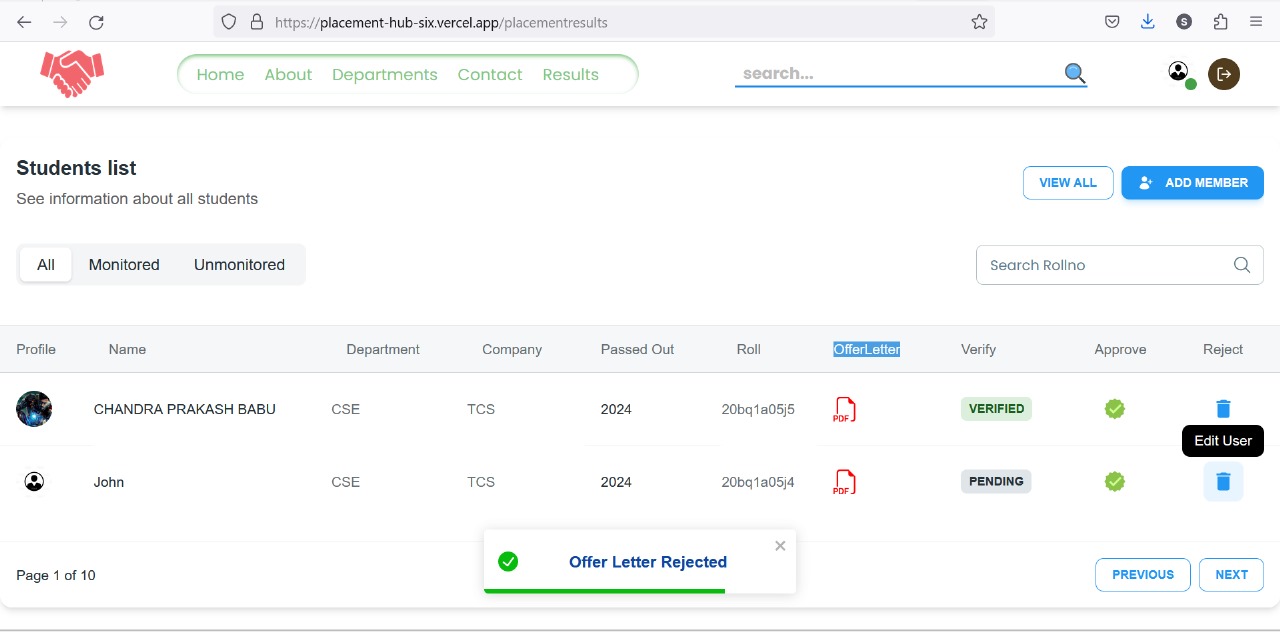 https://placement-hub-six.vercel.app/placementresults
S
Home About Departments Contact Results
search...
Students list
See information about all students
VIEW ALL
ADD MEMBER
All Monitored Unmonitored
Search Rollno
Profile Name Department Company Passed Out Roll OfferLetter Verify Approve Reject
CHANDRA PRAKASH BABU CSE TCS 2024 20bq1a05j5 PDF VERIFIED
Edit User
John CSE TCS 2024 20bq1a05j4 PDF PENDING
Offer Letter Rejected
Page 1 of 10
PREVIOUS NEXT